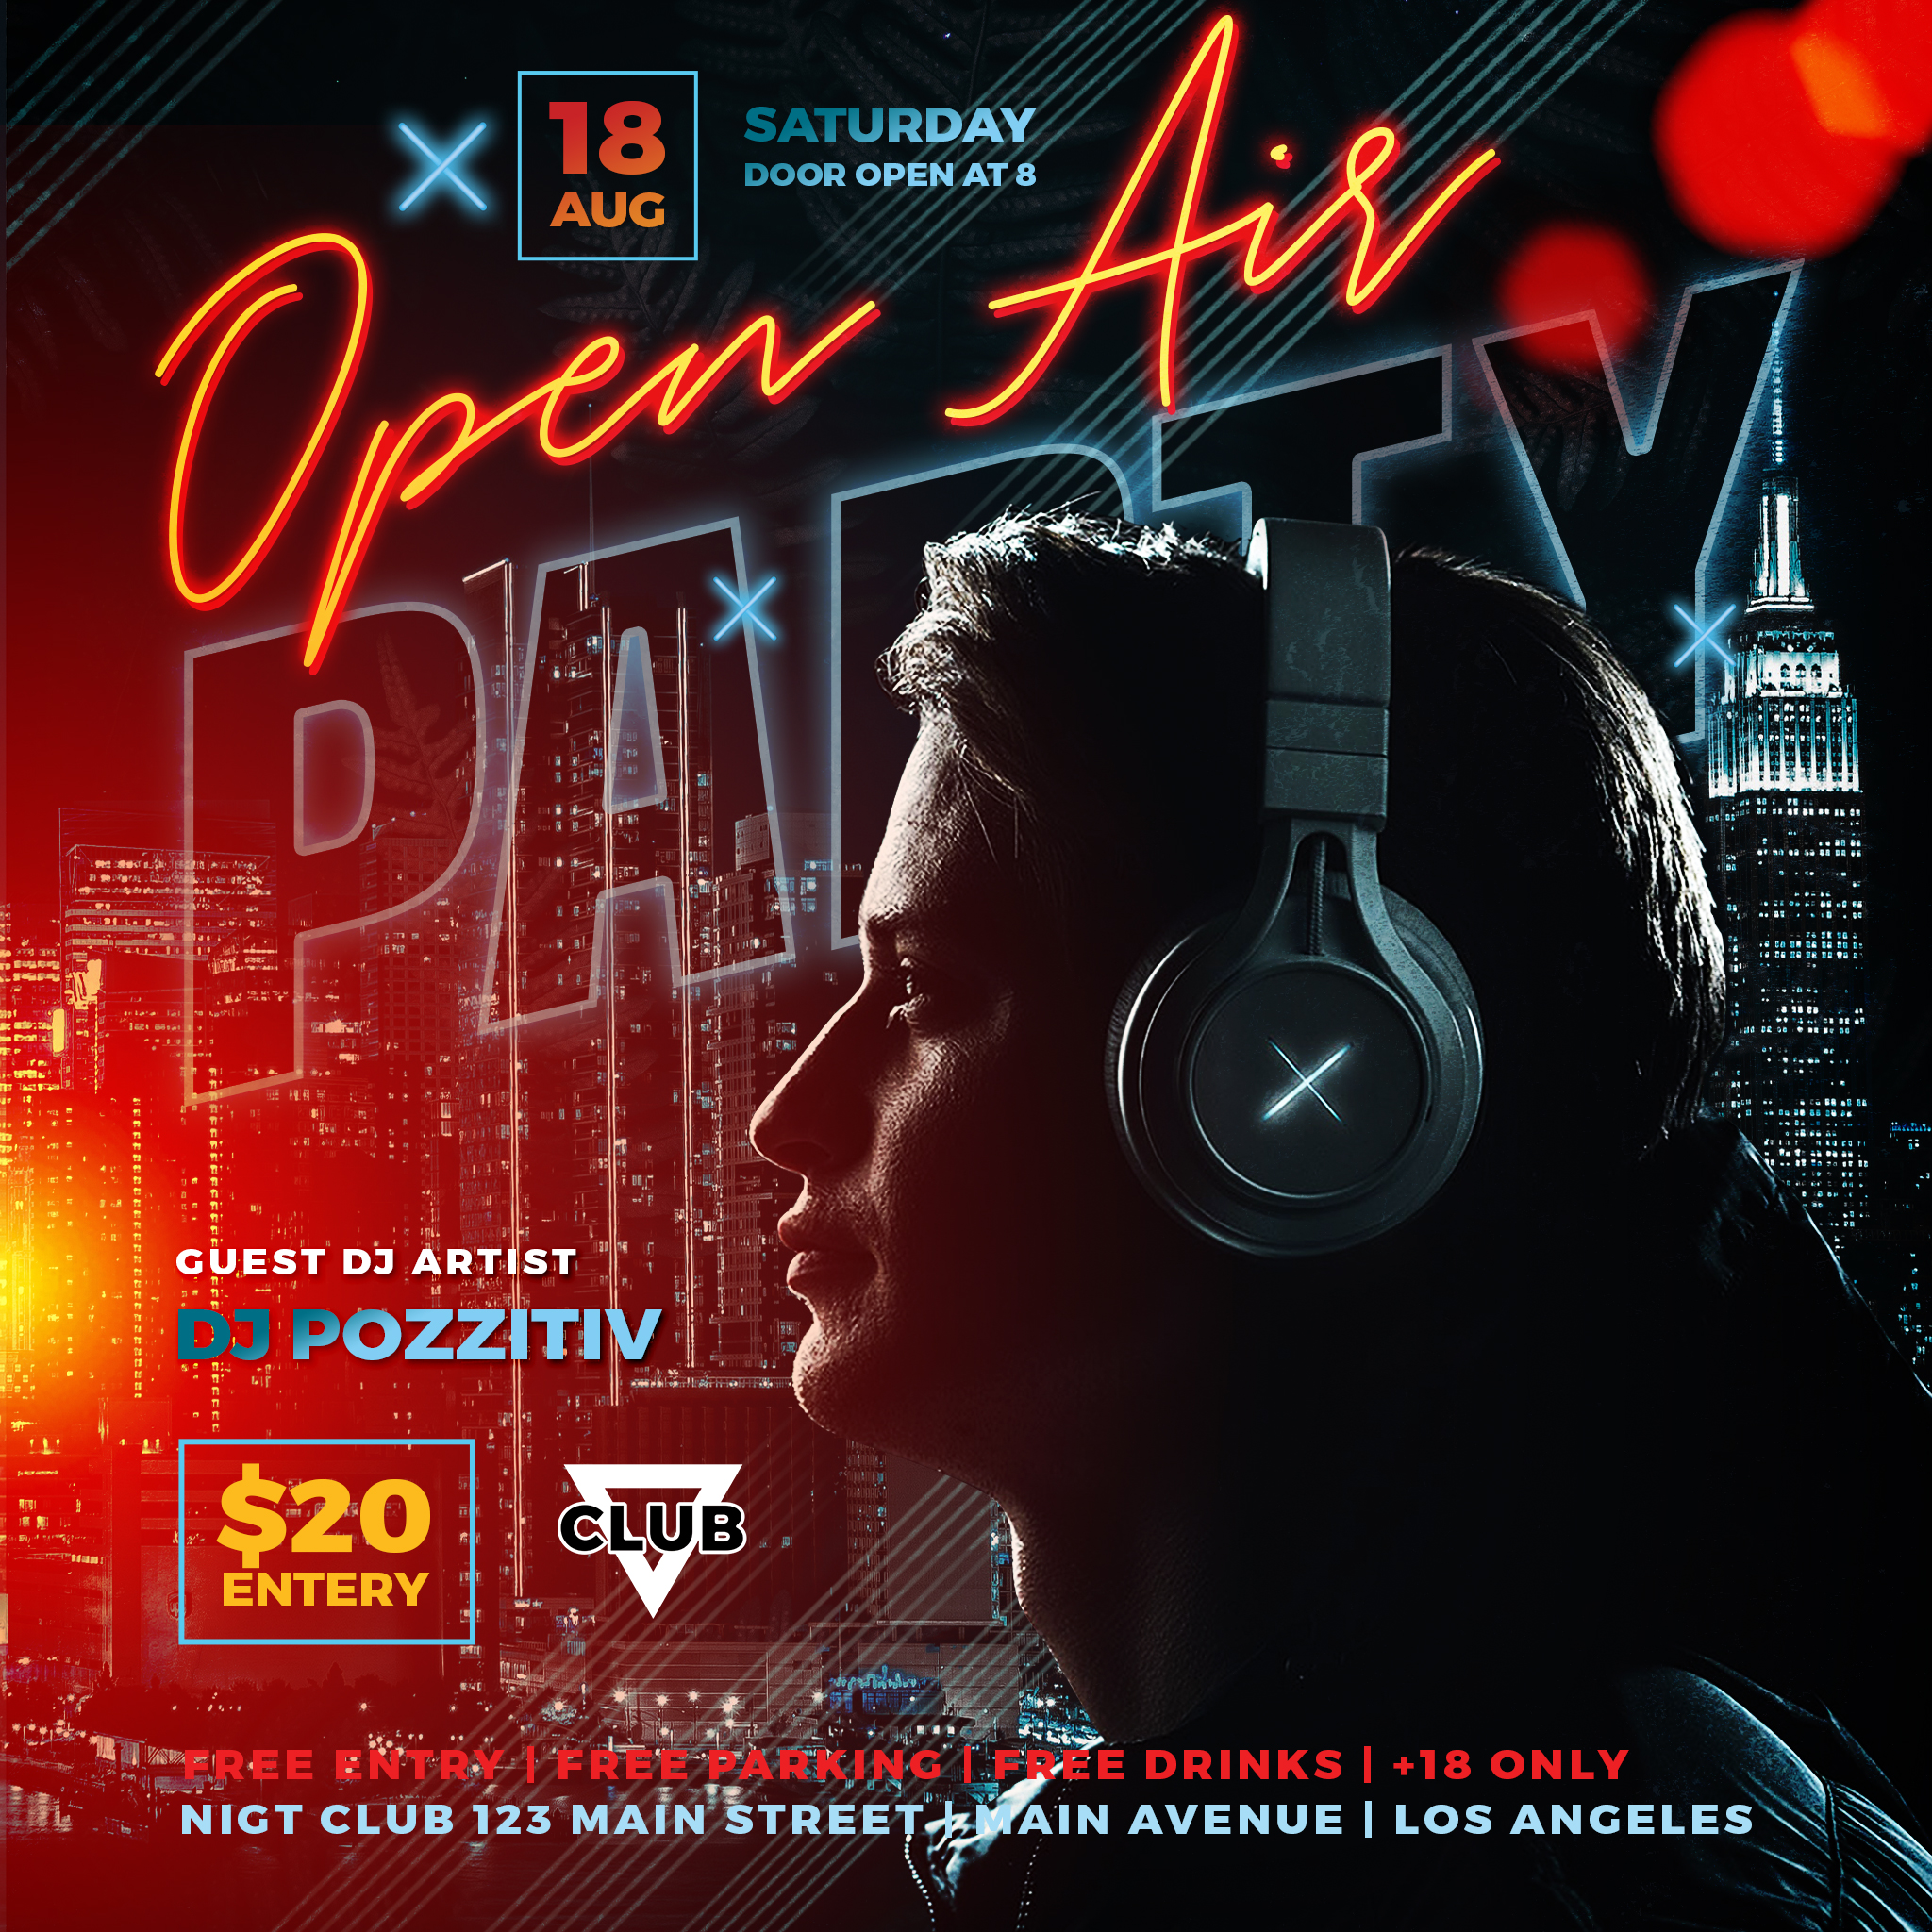 18
AUG
SATURDAY
DOOR OPEN AT 8
Open Air
PARTY
GUEST DJ ARTIST
DJ POZZITIV
$20
ENTERY
CLUB
FREE ENTRY | FREE PARKING | FREE DRINKS | +18 ONLY
NIGT CLUB 123 MAIN STREET | MAIN AVENUE | LOS ANGELES